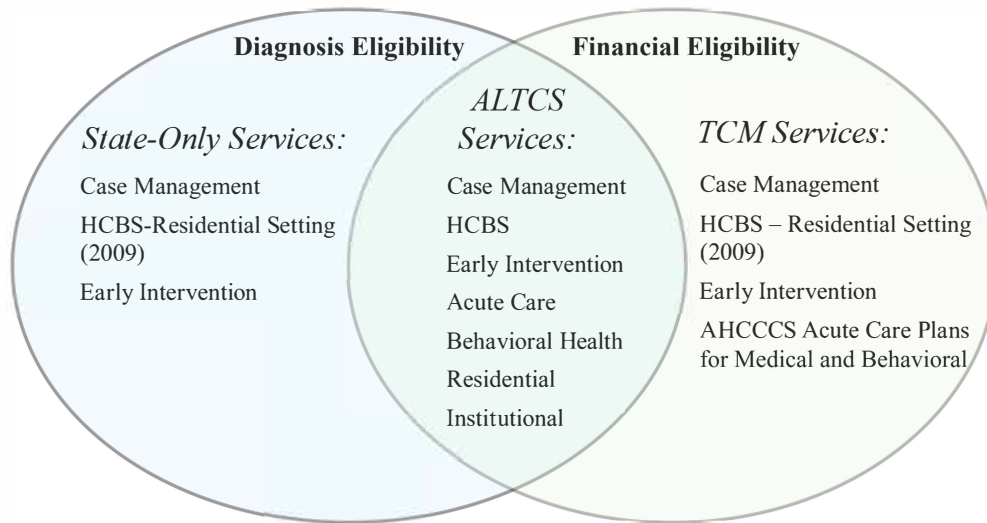 Diagnosis Eligibility
Financial Eligibility
State-Only Services:
Case Management
HCBS-Residential Setting
(2009)
Early Intervention
ALTCS
Services:
Case Management
HCBS
Early Intervention
Acute Care
Behavioral Health
Residential
Institutional
TCM Services:
Case Management
HCBS – Residential Setting
(2009)
Early Intervention
AHCCCS Acute Care Plans
for Medical and Behavioral